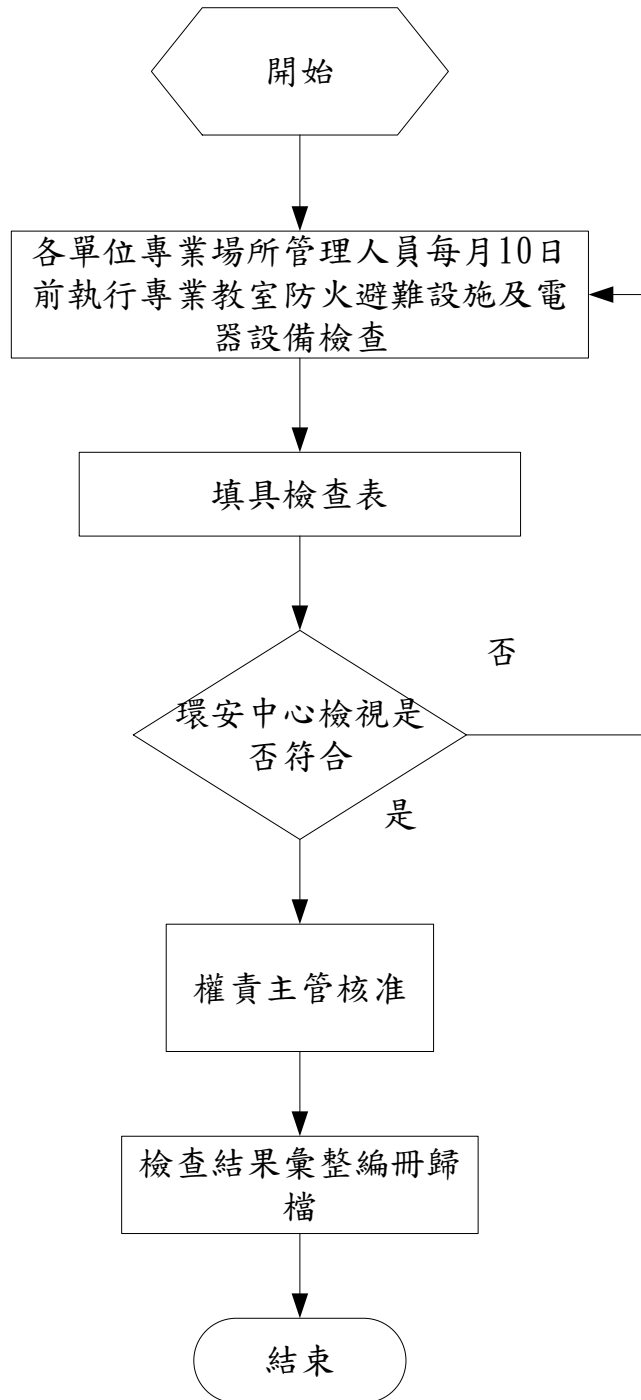 開始
各單位專業場所管理人員每月10日
前執行專業教室防火避難設施及電
器設備檢查
填具檢查表
否
環安中心檢視是
否符合
是
權責主管核准
檢查結果彙整編冊歸
檔
結束